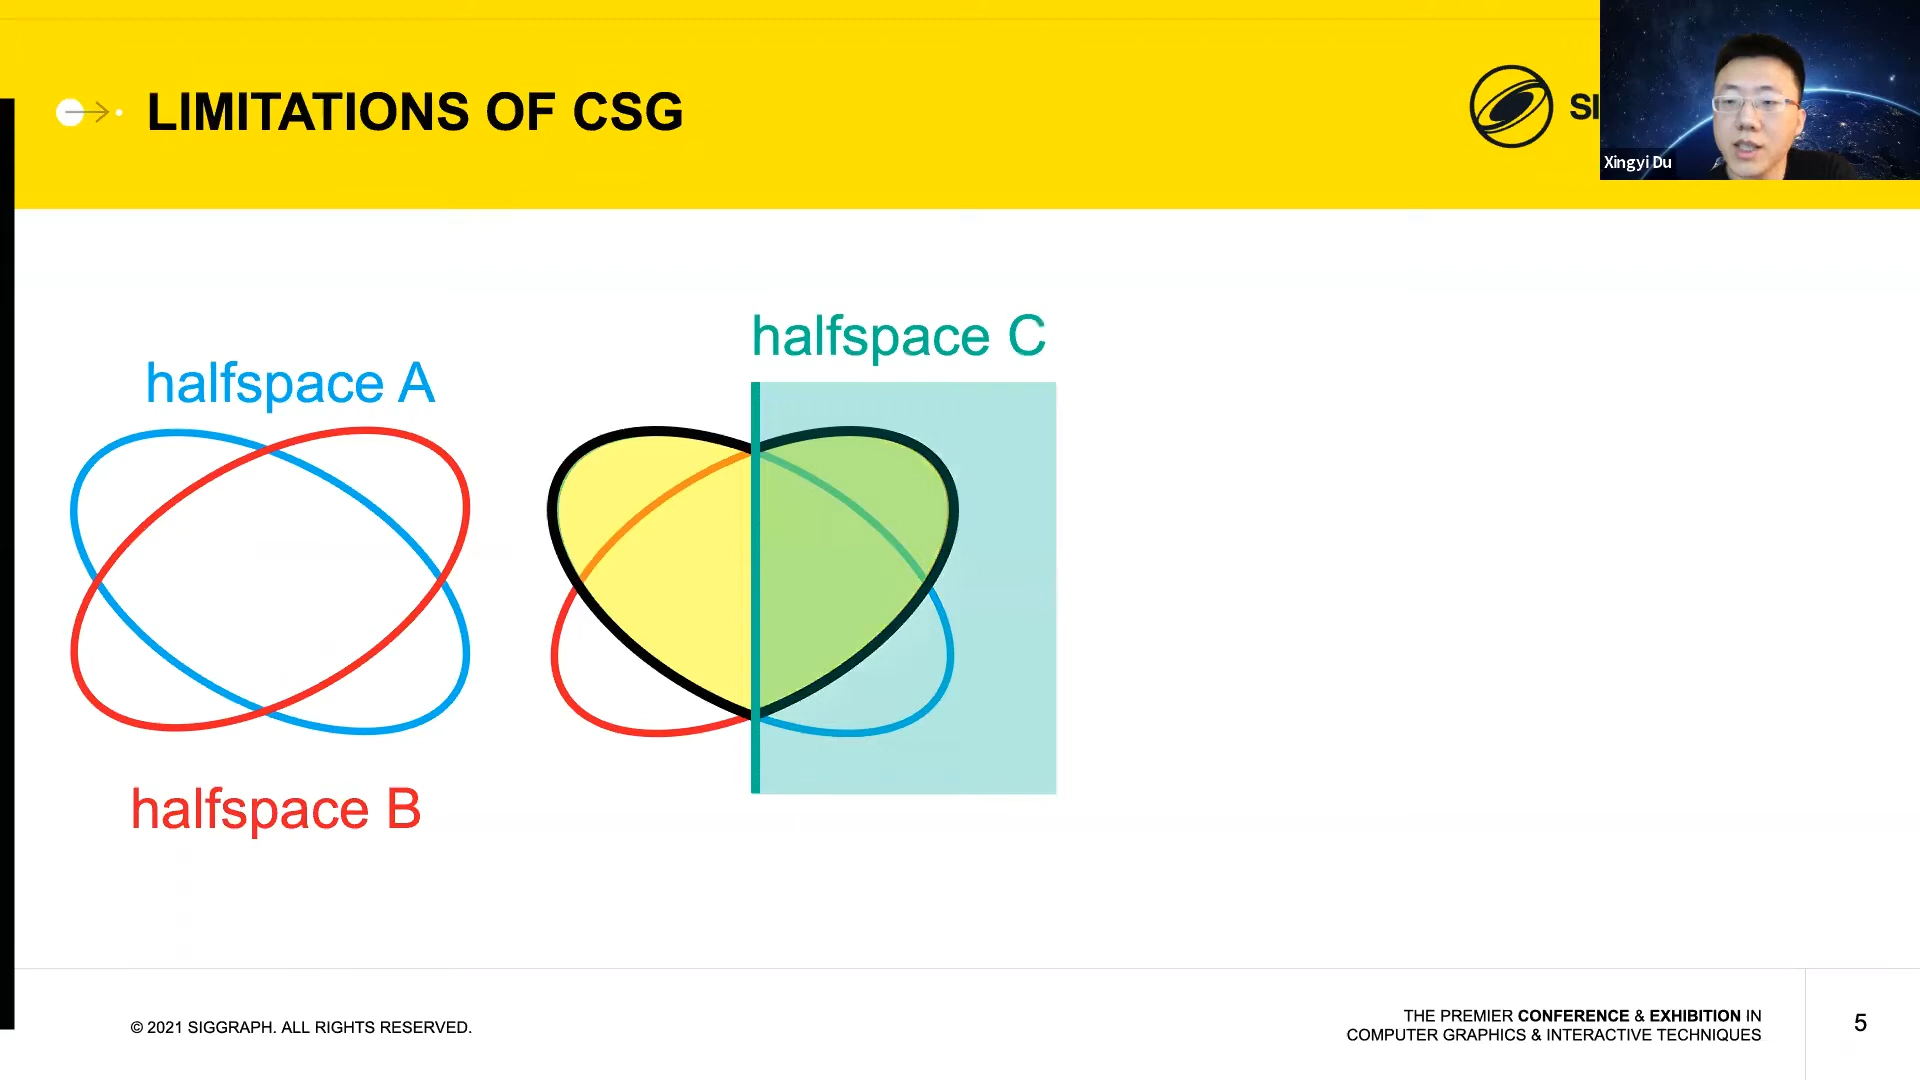 LIMITATIONS OF CSG
SI
Xingyi Du
halfspace C
halfspace A
halfspace B
© 2021 SIGGRAPH. ALL RIGHTS RESERVED.
THE PREMIER CONFERENCE & EXHIBITION IN
COMPUTER GRAPHICS & INTERACTIVE TECHNIQUES
5